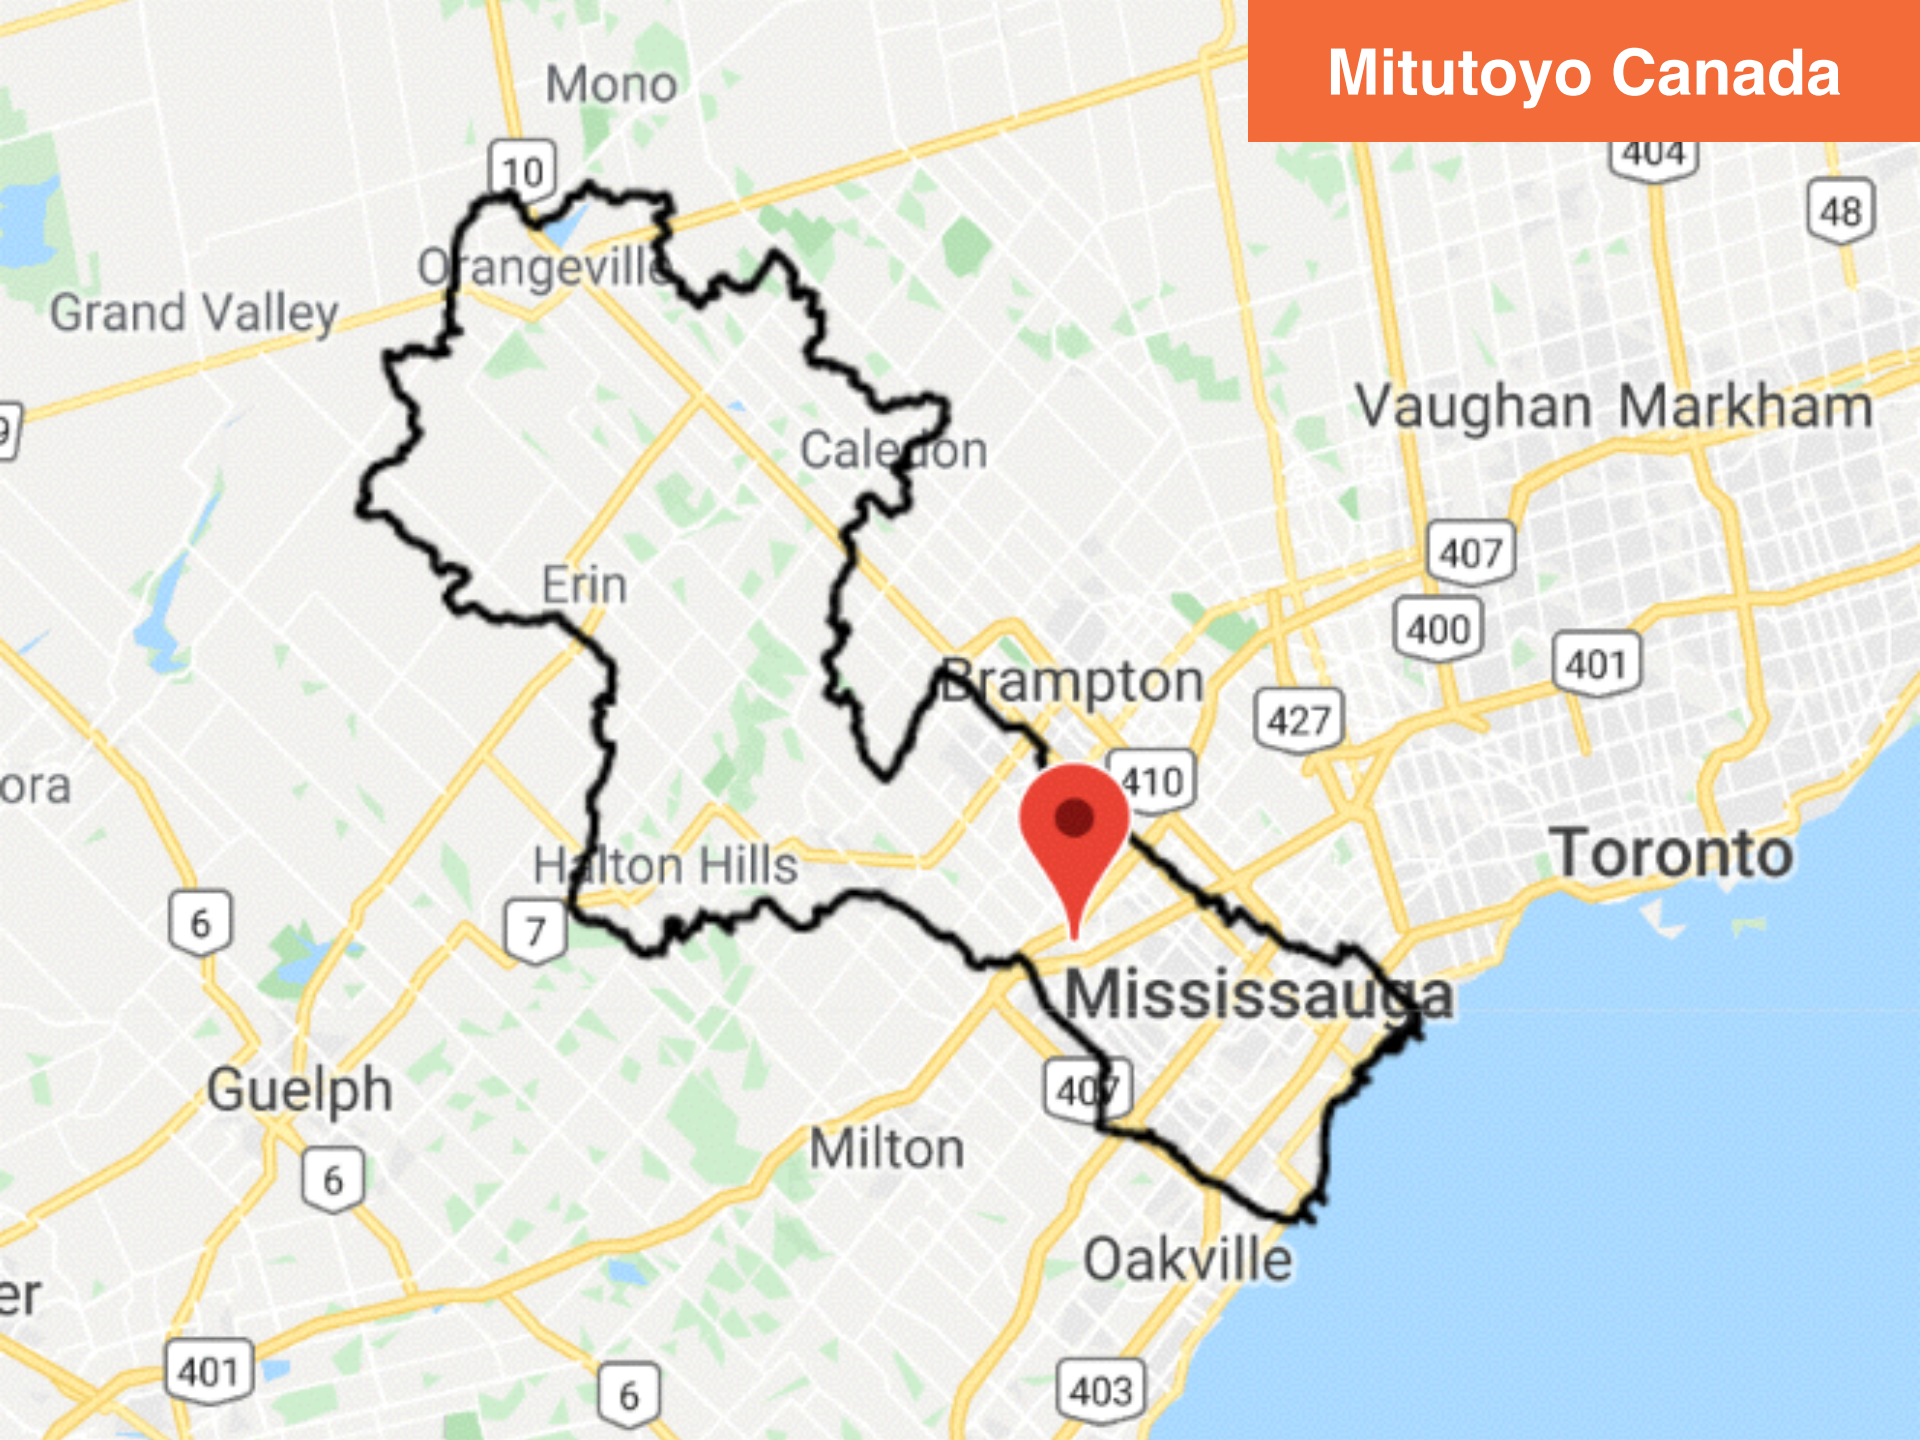 Mitutoyo Canada
Mono
404
10
48
Orangeville
Grand Valley
9
Vaughan
Markham
Caledon
407
Erin
400
401
Brampton
427
410
ora
Halton Hills
Toronto
6
7
Mississauga
Guelph
407
Milton
6
Oakville
er
401
6
403